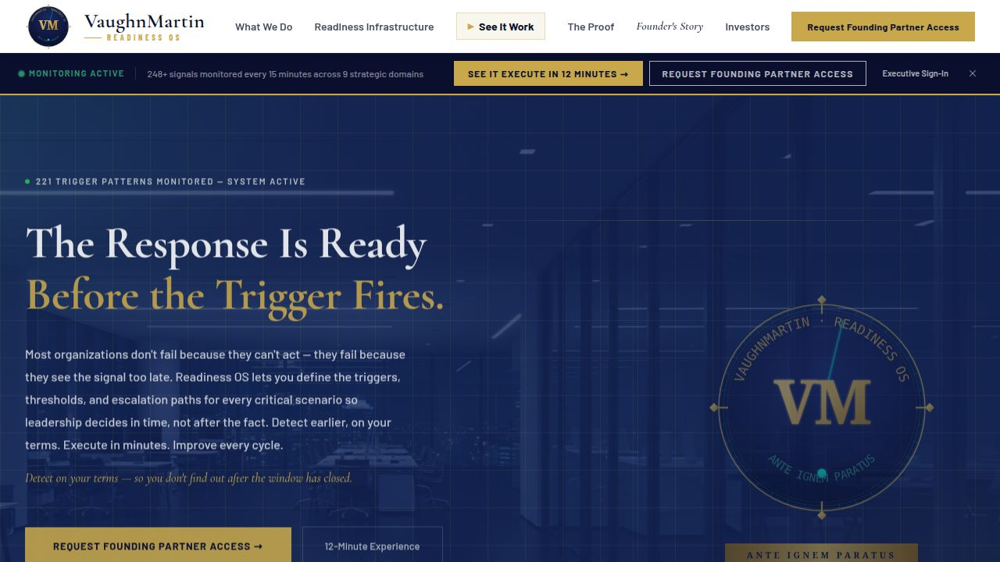 VM
VaughnMartin
READINESS OS
What We Do
Readiness Infrastructure
▶ See It Work
The Proof
Founder's Story
Investors
Request Founding Partner Access
MONITORING ACTIVE
248+ signals monitored every 15 minutes across 9 strategic domains
SEE IT EXECUTE IN 12 MINUTES →
REQUEST FOUNDING PARTNER ACCESS
Executive Sign-In
×
221 TRIGGER PATTERNS MONITORED — SYSTEM ACTIVE
The Response Is Ready
Before the Trigger Fires.
Most organizations don't fail because they can't act — they fail because
they see the signal too late. Readiness OS lets you define the triggers,
thresholds, and escalation paths for every critical scenario so
leadership decides in time, not after the fact. Detect earlier, on your
terms. Execute in minutes. Improve every cycle.
Detect on your terms — so you don't find out after the window has closed.
REQUEST FOUNDING PARTNER ACCESS →
12-Minute Experience
VAUGHNMARTIN · READINESS OS
VM
ANTE IGNEM PARATUS
ANTE IGNEM PARATUS